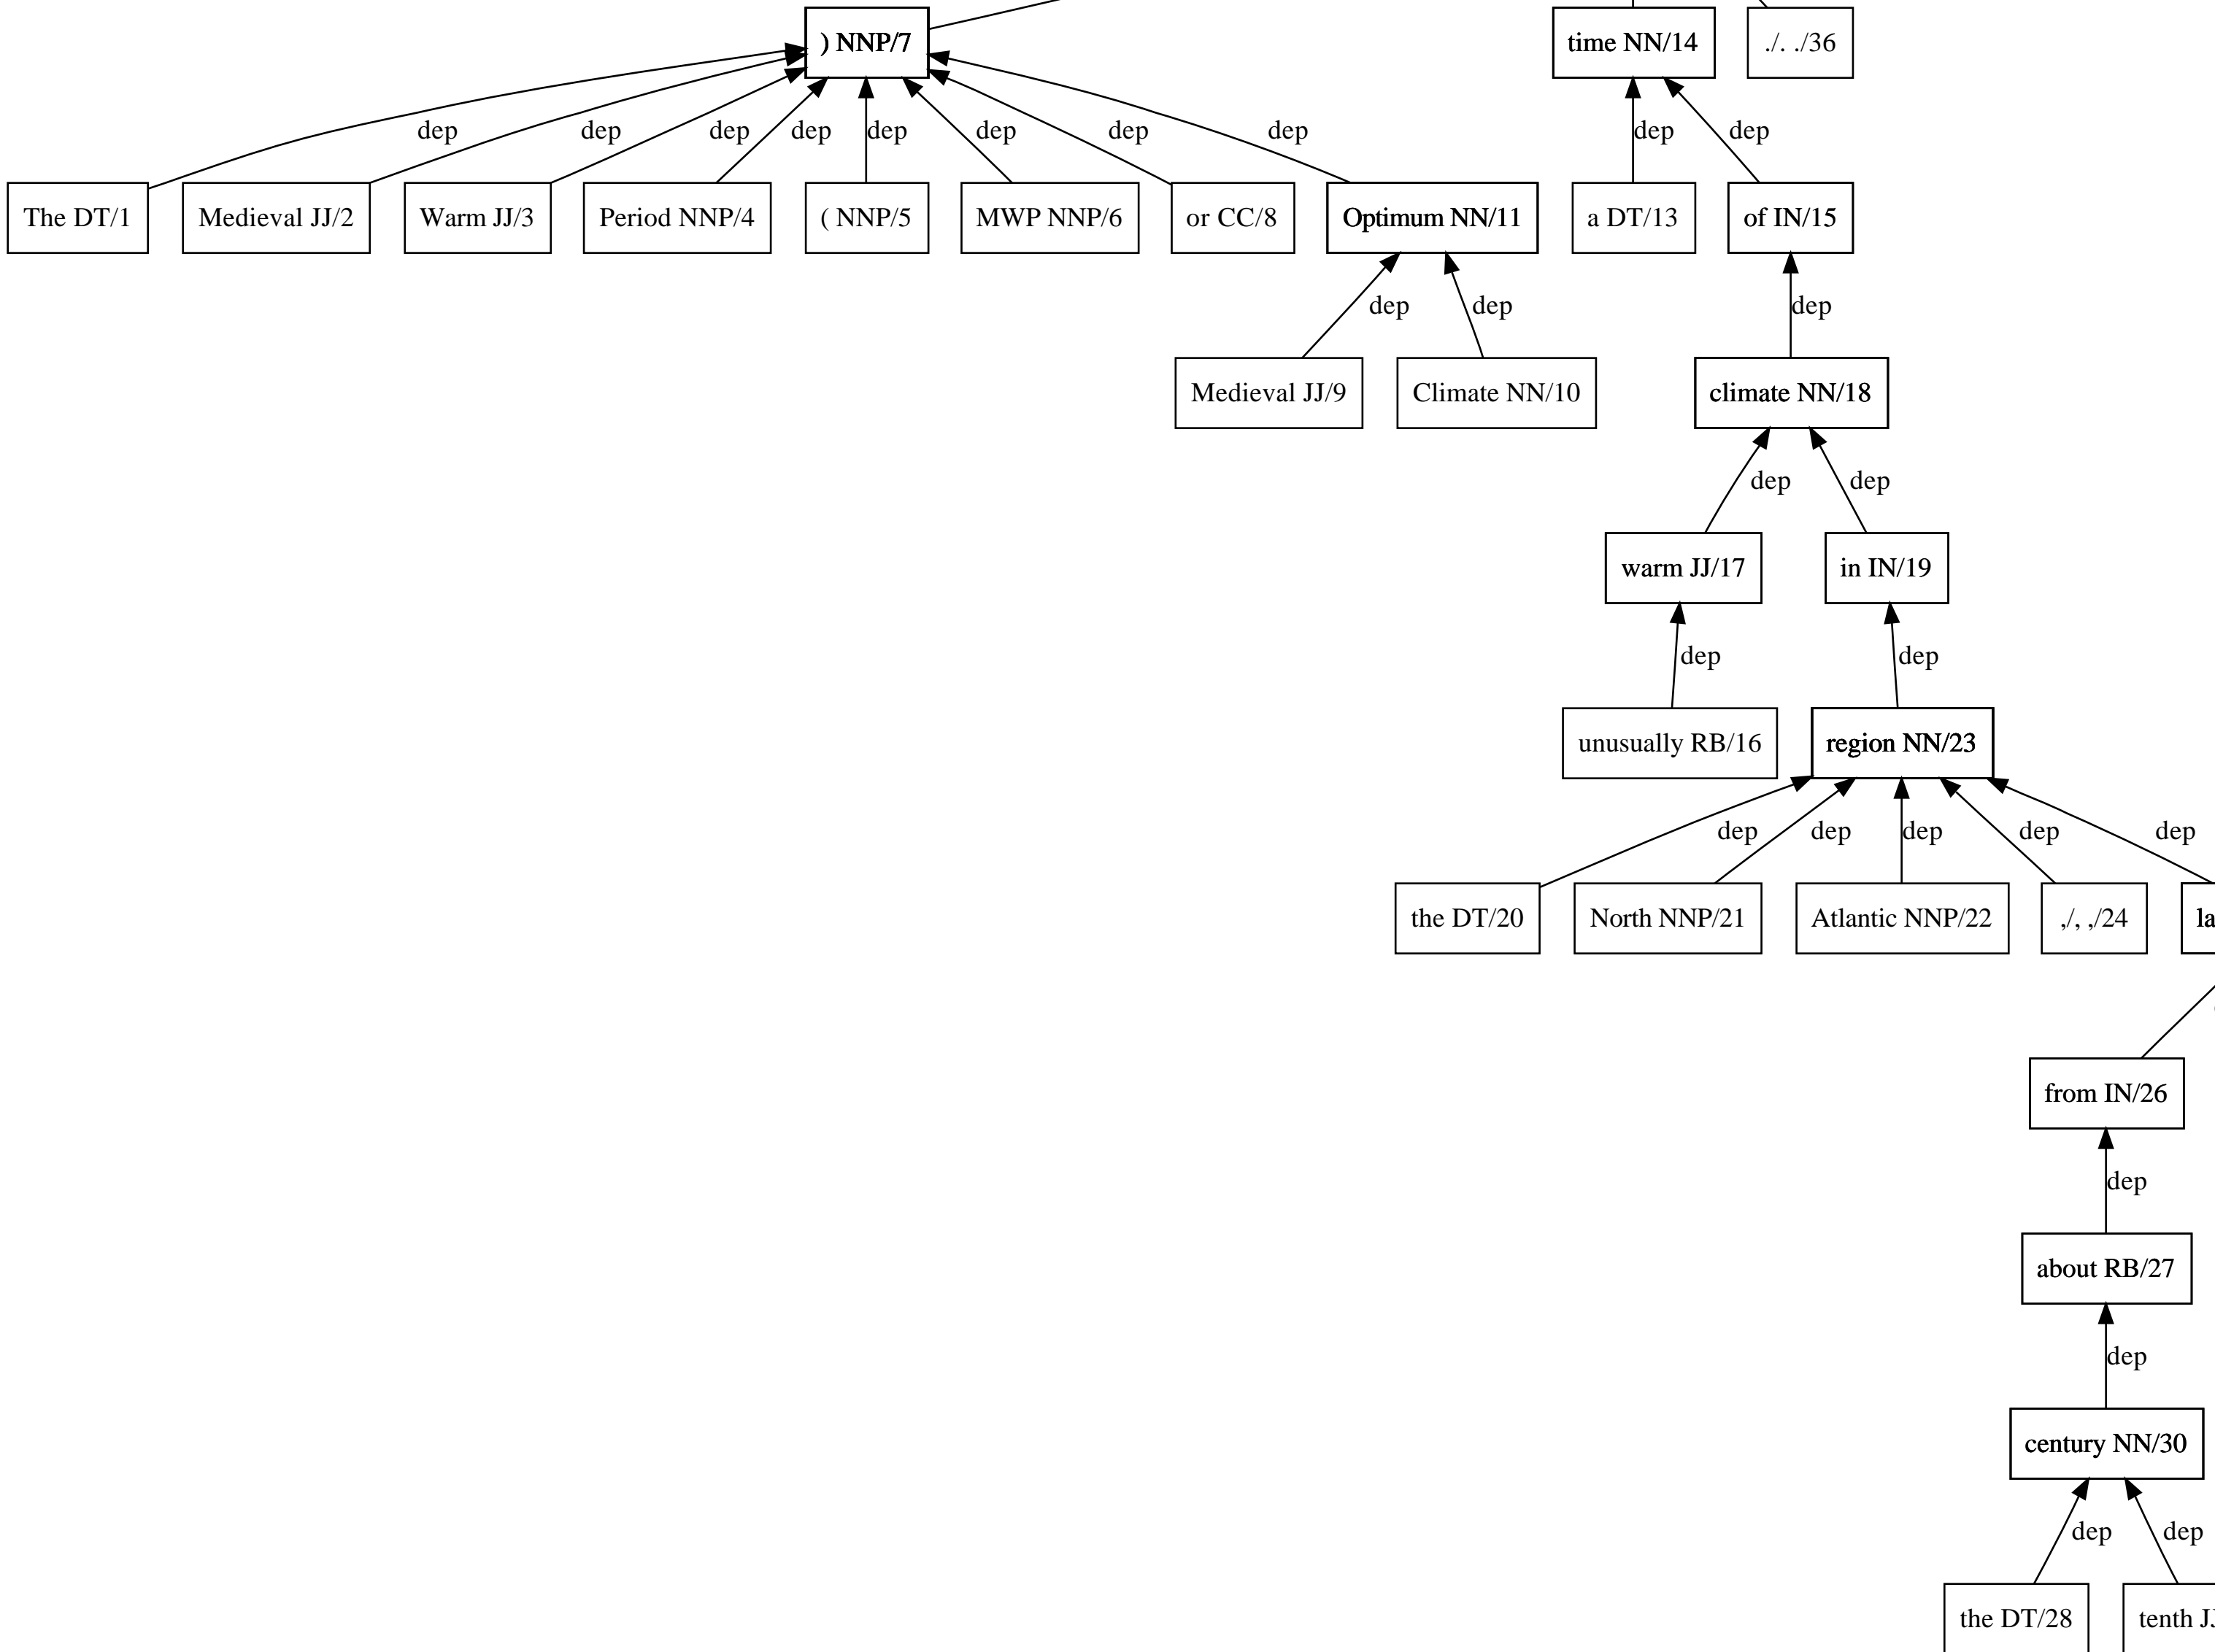 ) NNP/7
time NN/14
./. ./36
dep dep dep dep dep dep dep dep dep dep
The DT/1
Medieval JJ/2
Warm JJ/3
Period NNP/4
( NNP/5
MWP NNP/6
or CC/8
Optimum NN/11
a DT/13
of IN/15
dep dep dep
Medieval JJ/9
Climate NN/10
climate NN/18
dep dep
warm JJ/17
in IN/19
dep dep
unusually RB/16
region NN/23
dep dep dep dep dep
the DT/20
North NNP/21
Atlantic NNP/22
,/, ,/24
la
from IN/26
dep
about RB/27
dep
century NN/30
dep dep
the DT/28
tenth JJ